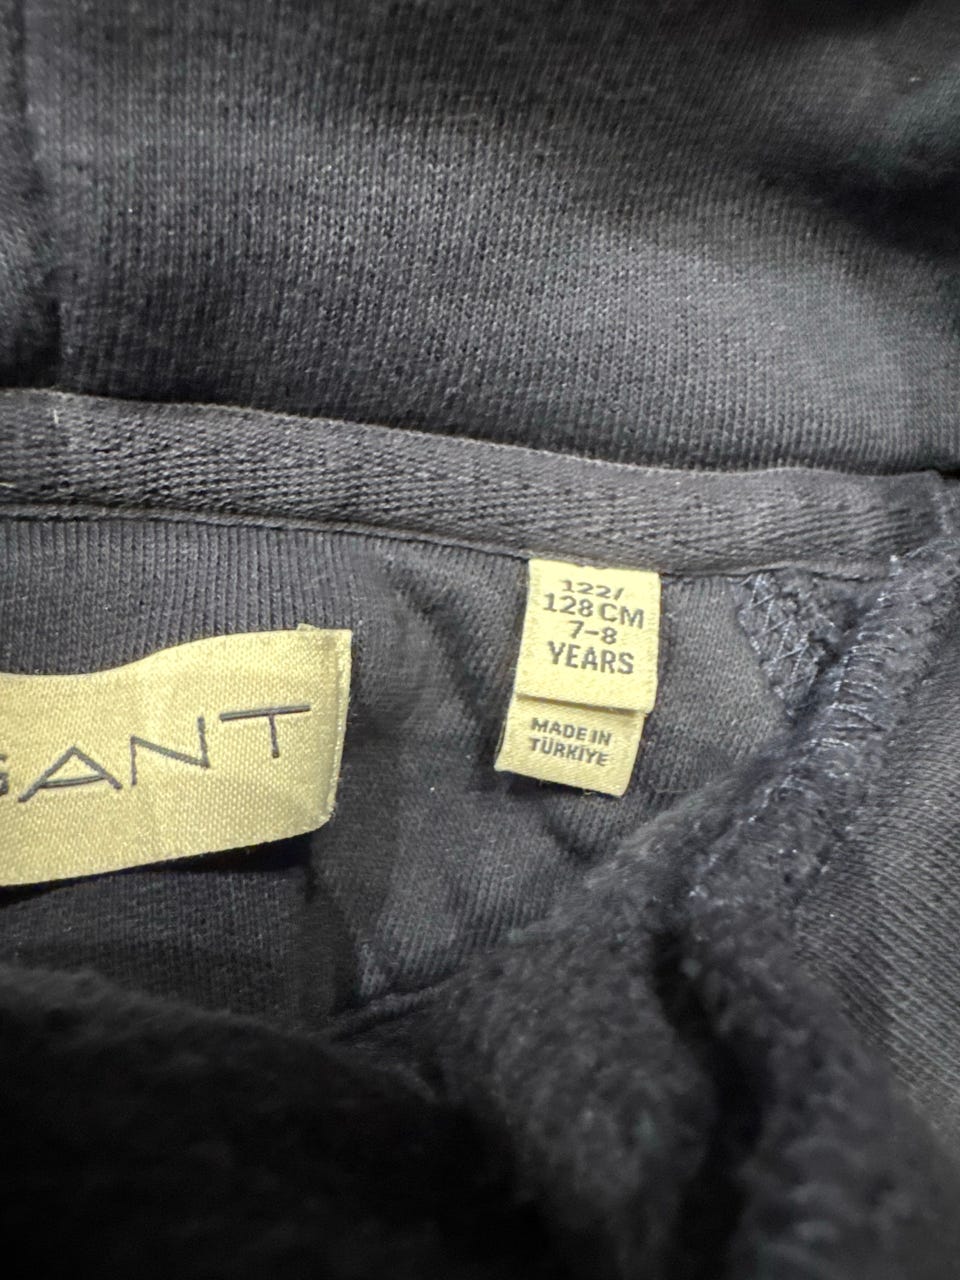 GANT
122/
128 CM
7-8
YEARS
MADE IN
TÜRKIYE